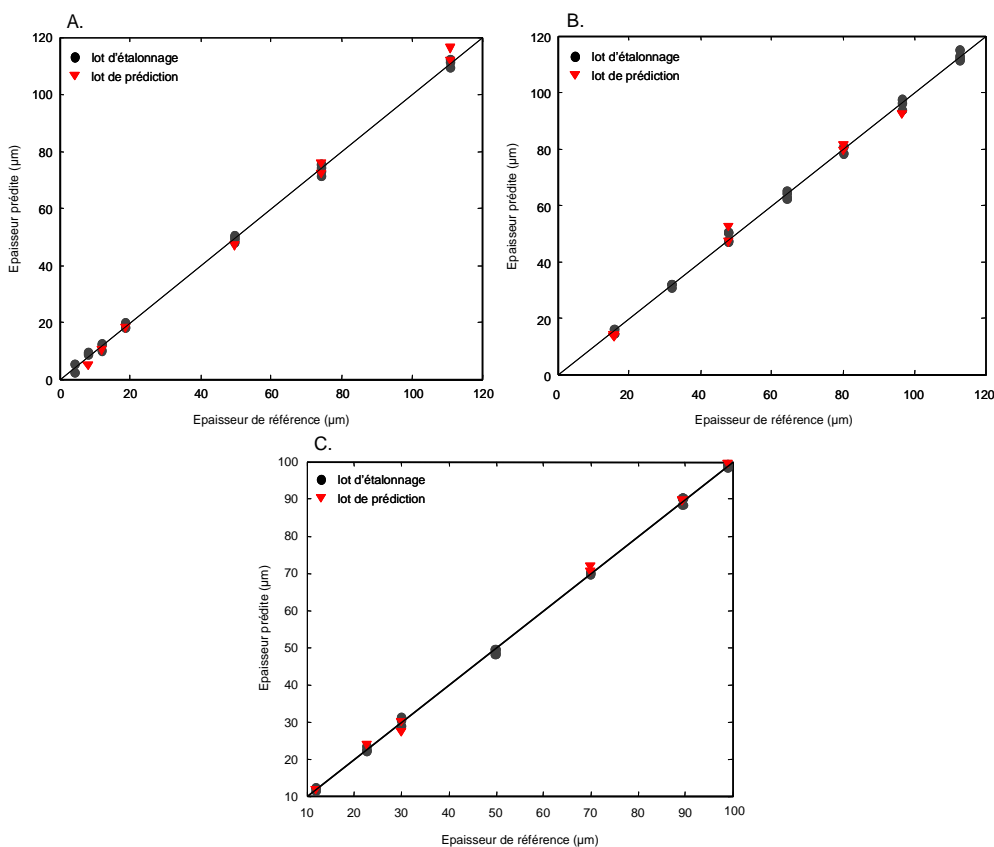 A.
120
100
80
60
40
20
0
0 20 40 60 80 100 120
lot d'étalonnage
lot de prédiction
Epaisseur prédite (µm)
Epaisseur de référence (µm)
B.
120
100
80
60
40
20
0
0 20 40 60 80 100 120
lot d'étalonnage
lot de prédiction
Epaisseur prédite (µm)
Epaisseur de référence (µm)
C.
100
90
80
70
60
50
40
30
20
10
10 20 30 40 50 60 70 80 90 100
lot d'étalonnage
lot de prédiction
Epaisseur prédite (µm)
Epaisseur de référence (µm)